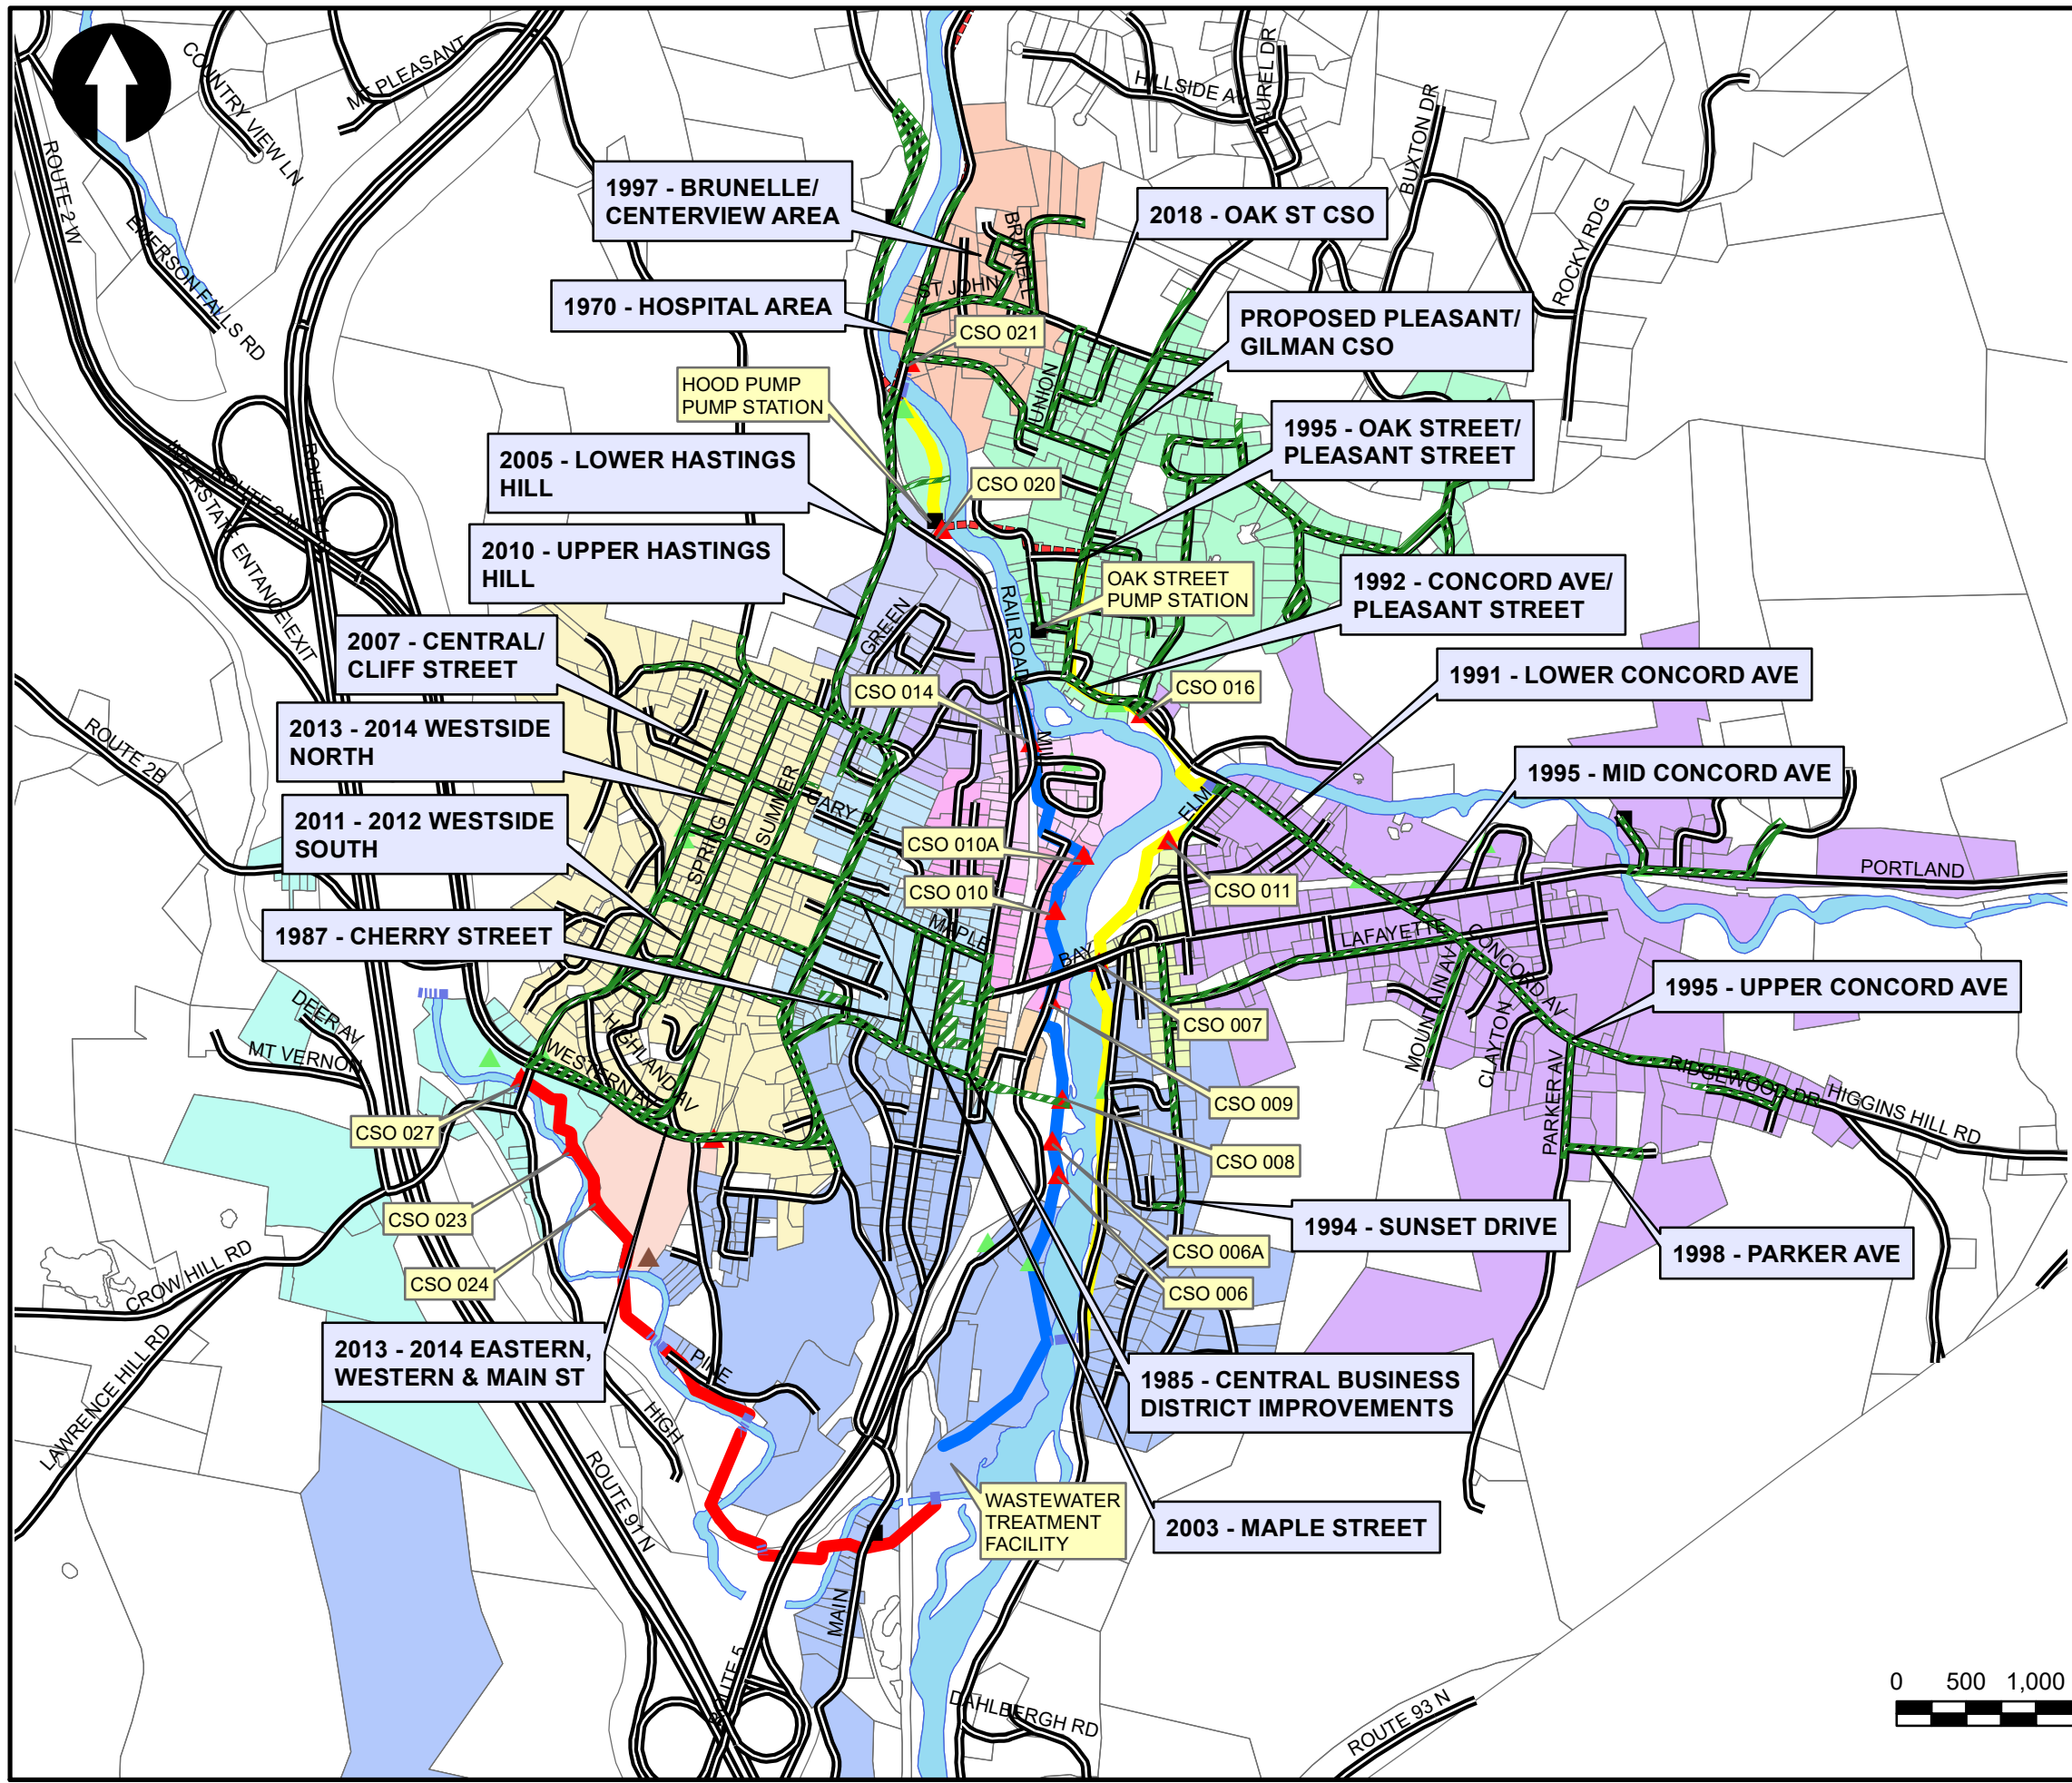 COUNTRY VIEW LN
MT PLEASANT
HILLSIDE AV
LAUREL DR
BUXTON DR
ROUTE 2 W
EMERSON FALLS RD
ROCKY RDG
1997 - BRUNELLE/
CENTERVIEW AREA
BRUNELL
2018 - OAK ST CSO
1970 - HOSPITAL AREA
ST JOHN
CSO 021
PROPOSED PLEASANT/
GILMAN CSO
HOOD PUMP
PUMP STATION
UNION
1995 - OAK STREET/
PLEASANT STREET
2005 - LOWER HASTINGS
HILL
CSO 020
ROUTE 2 W
INTERSTATE ENTANCE\EXIT
2010 - UPPER HASTINGS
HILL
OAK STREET
PUMP STATION
1992 - CONCORD AVE/
PLEASANT STREET
GREEN
RAILROAD
2007 - CENTRAL/
CLIFF STREET
CSO 014
CSO 016
1991 - LOWER CONCORD AVE
2013 - 2014 WESTSIDE
NORTH
ROUTE 2B
MILL
1995 - MID CONCORD AVE
SUMMER
GARY PL
ELM
2011 - 2012 WESTSIDE
SOUTH
SPRING
CSO 010A
CSO 010
CSO 011
PORTLAND
1987 - CHERRY STREET
MAPLE
BAY
LAFAYETTE
CONCORD AV
MOUNTAIN AV
1995 - UPPER CONCORD AVE
DEER AV
MT VERNON
HIGHLAND AV
WESTERN AV
CSO 007
CLAYTON
PARKER AV
RIDGEWOOD DR
HIGGINS HILL RD
CSO 009
CSO 027
CSO 008
CSO 023
1994 - SUNSET DRIVE
1998 - PARKER AVE
CSO 006A
CSO 024
CSO 006
CROW HILL RD
LAWRENCE HILL RD
2013 - 2014 EASTERN,
WESTERN & MAIN ST
PINE
HIGH
1985 - CENTRAL BUSINESS
DISTRICT IMPROVEMENTS
ROUTE 91 N
WASTEWATER
TREATMENT
FACILITY
2003 - MAPLE STREET
MAIN
ROUTE 5
DAHLBERGH RD
ROUTE 93 N
0 500 1,000